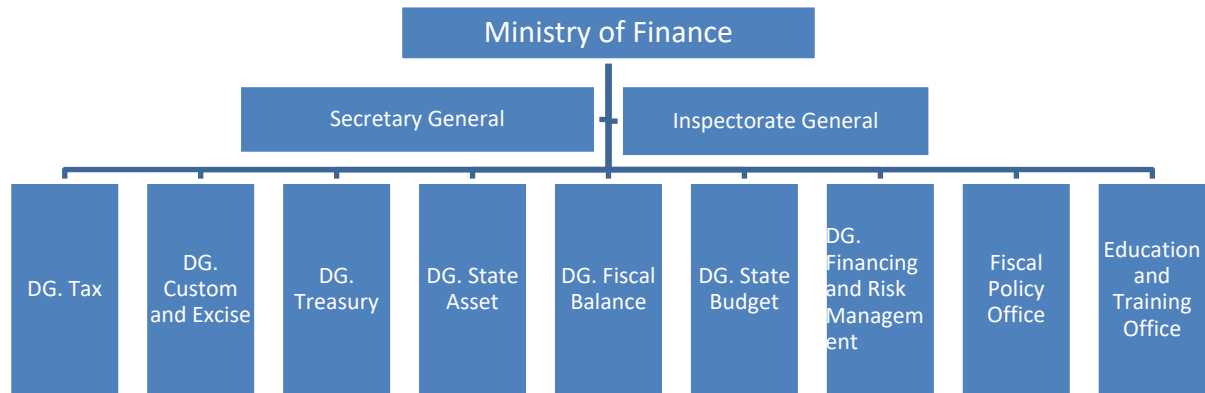 Ministry of Finance
Secretary General
Inspectorate General
DG. Tax
DG.
Custom
and Excise
DG.
Treasury
DG. State
Asset
DG. Fiscal
Balance
DG. State
Budget
DG.
Financing
and Risk
Managem
ent
Fiscal
Policy
Office
Education
and
Training
Office